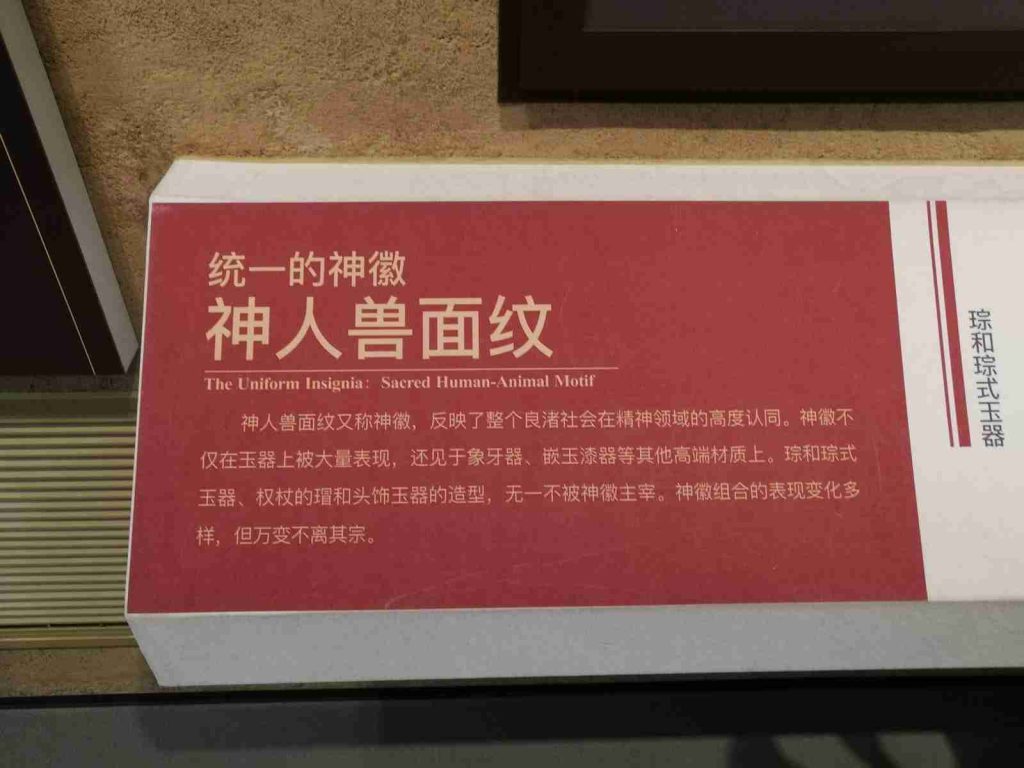 统一的神徽
神人兽面纹
The Uniform Insignia: Sacred Human-Animal Motif
神人兽面纹又称神徽，反映了整个良渚社会在精神领域的高度认同。神徽不
仅在玉器上被大量表现，还见于象牙器、嵌玉漆器等其他高端材质上。琮和琮式
玉器、权杖的瑁和头饰玉器的造型，无一不被神徽主宰。神徽组合的表现变化多
样，但万变不离其宗。
琮和琮式玉器